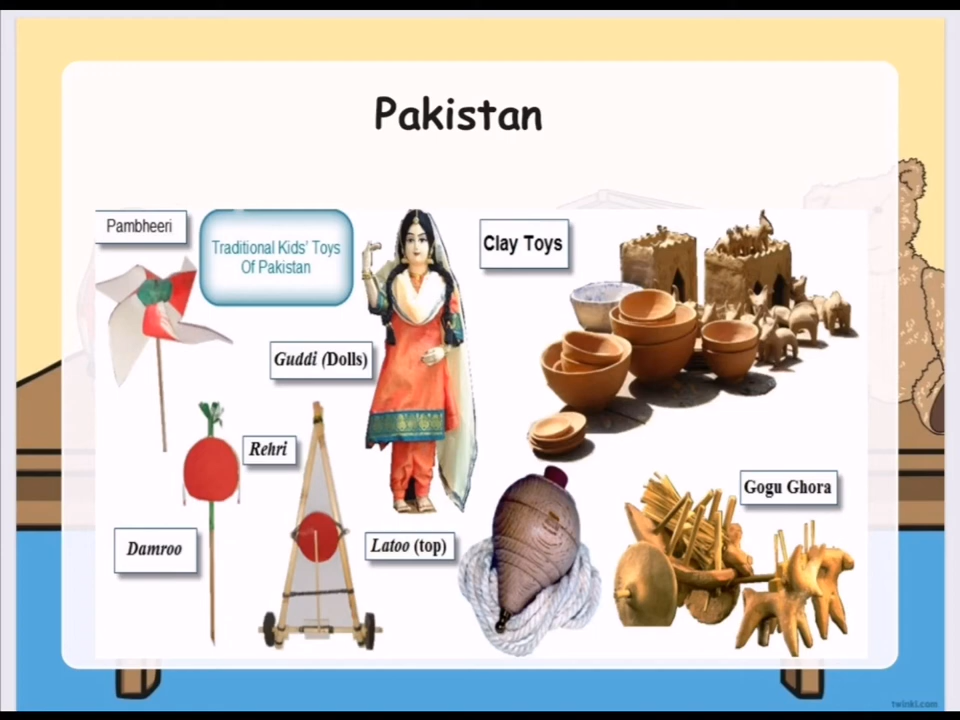 Pakistan
Pambheeri
Traditional Kids' Toys
Of Pakistan
Clay Toys
Guddi (Dolls)
Rehri
Gogu Ghora
Damroo
Latoo (top)
twinkl.com